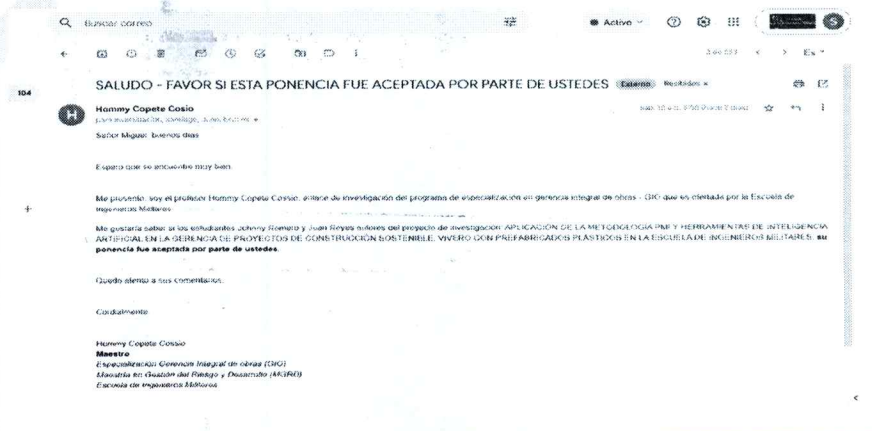 Buscar correo
Activo
S
Es
104
SALUDO - FAVOR SI ESTA PONENCIA FUE ACEPTADA POR PARTE DE USTEDES Externo Recibidos x
H
Hommy Copete Cosio
Señor Miguel buenos días
Espero que se encuentre muy bien
Me presento, soy el profesor Hommy Copete Cossio, enlace de investigación del programa de especialización en gerencia integral de obras - GIO que es ofertada por la Escuela de
Ingenieros Militares
Me gustaría saber si los estudiantes Johnny Romero y Juan Reyes autores del proyecto de investigación: APLICACIÓN DE LA METODOLOGÍA PMI Y HERRAMIENTAS DE INTELIGENCIA
ARTIFICIAL EN LA GERENCIA DE PROYECTOS DE CONSTRUCCIÓN SOSTENIBLE, VIVERO CON PREFABRICADOS PLÁSTICOS EN LA ESCUELA DE INGENIEROS MILITARES, su
ponencia fue aceptada por parte de ustedes.
Quedo atento a sus comentarios.
Cordialmente
Hommy Copete Cossio
Maestro
Especialización Gerencia Integral de obras (GIO)
Maestría en Gestión del Riesgo y Desarrollo (MGRD)
Escuela de Ingenieros Militares